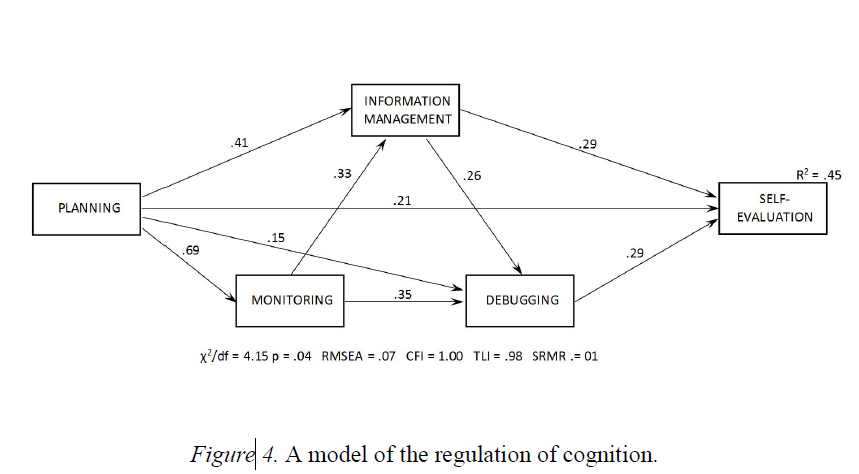 INFORMATION
MANAGEMENT
.41
.29
.33
.26
R² = .45
PLANNING
.21
SELF-
EVALUATION
.15
.69
.29
MONITORING
.35
DEBUGGING
χ²/df = 4.15 p = .04 RMSEA = .07 CFI = 1.00 TLI = .98 SRMR .= 01
Figure 4. A model of the regulation of cognition.